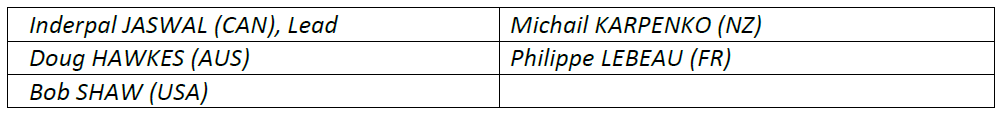 Inderpal JASWAL (CAN), Lead
Michail KARPENKO (NZ)
Doug HAWKES (AUS)
Philippe LEBEAU (FR)
Bob SHAW (USA)